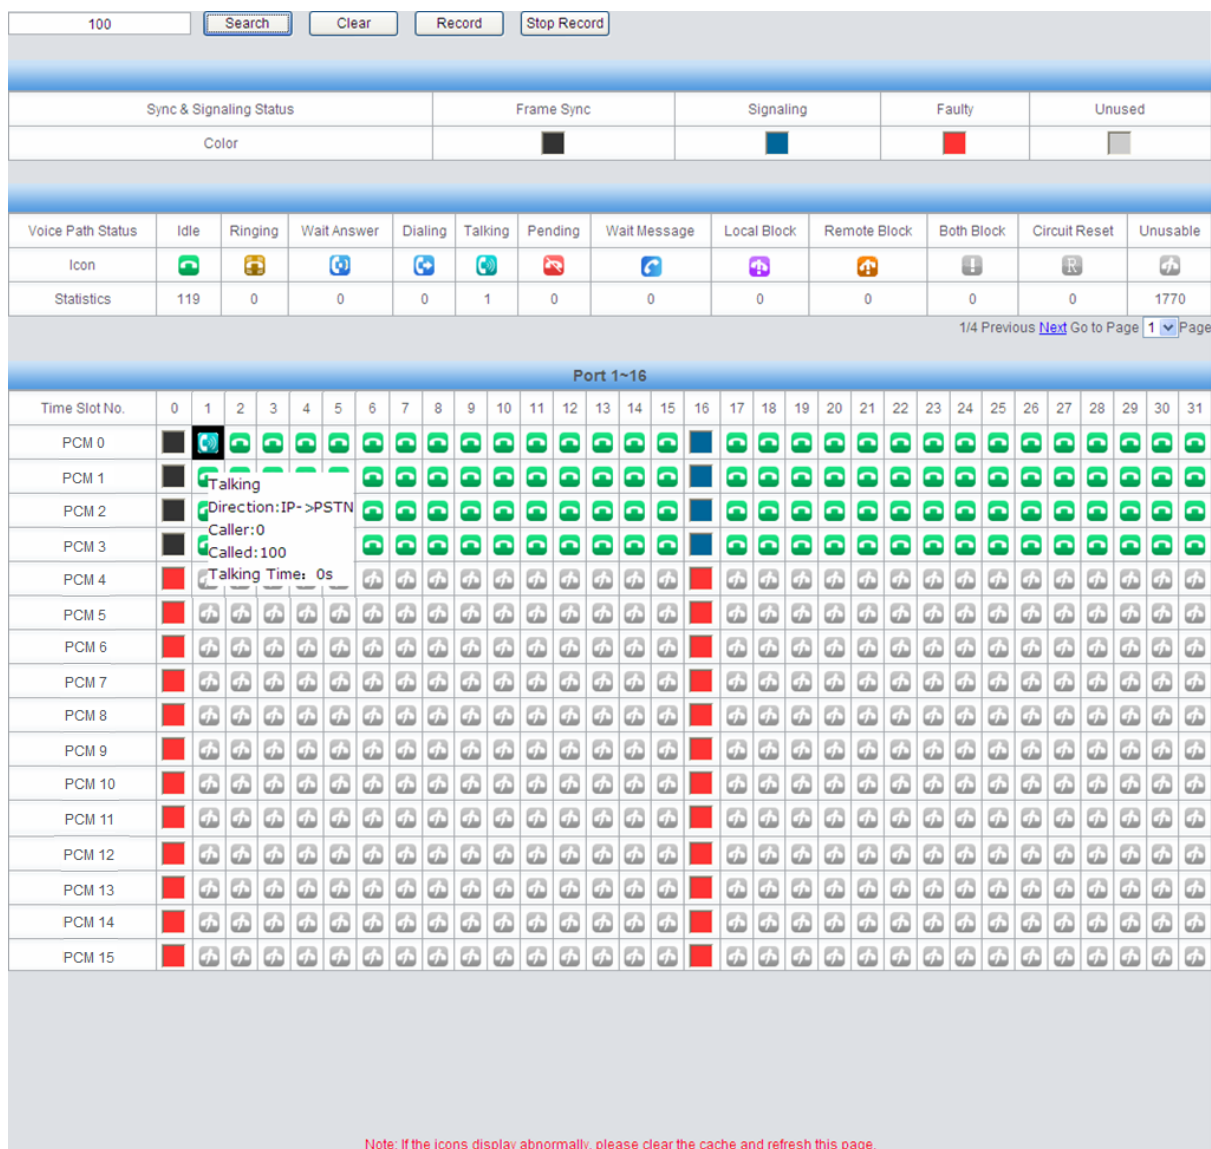 100 Search Clear Record Stop Record
Sync & Signaling Status Frame Sync Signaling Faulty Unused
Color
Voice Path Status Idle Ringing Wait Answer Dialing Talking Pending Wait Message Local Block Remote Block Both Block Circuit Reset Unusable
Icon R
Statistics 119 0 0 0 1 0 0 0 0 0 0 1770
1/4 Previous Next Go to Page 1 Page
Port 1~16
Time Slot No. 0 1 2 3 4 5 6 7 8 9 10 11 12 13 14 15 16 17 18 19 20 21 22 23 24 25 26 27 28 29 30 31
PCM 0
PCM 1
Talking
PCM 2
Direction:IP->PSTN
Caller:0
PCM 3
Called:100
PCM 4
Talking Time: 0s
PCM 5
PCM 6
PCM 7
PCM 8
PCM 9
PCM 10
PCM 11
PCM 12
PCM 13
PCM 14
PCM 15
Note: If the icons display abnormally, please clear the cache and refresh this page.